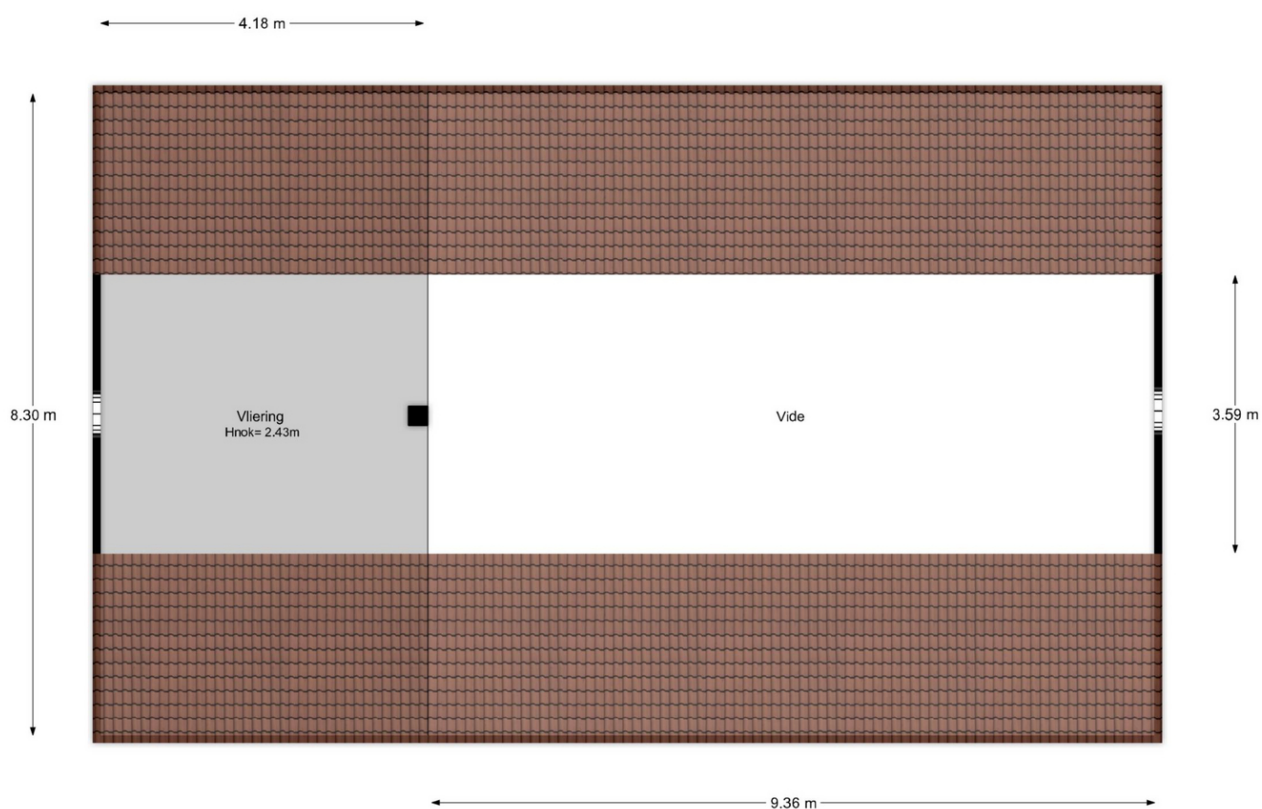 4.18 m
8.30 m
Vliering
Hnok= 2.43m
Vide
3.59 m
9.36 m